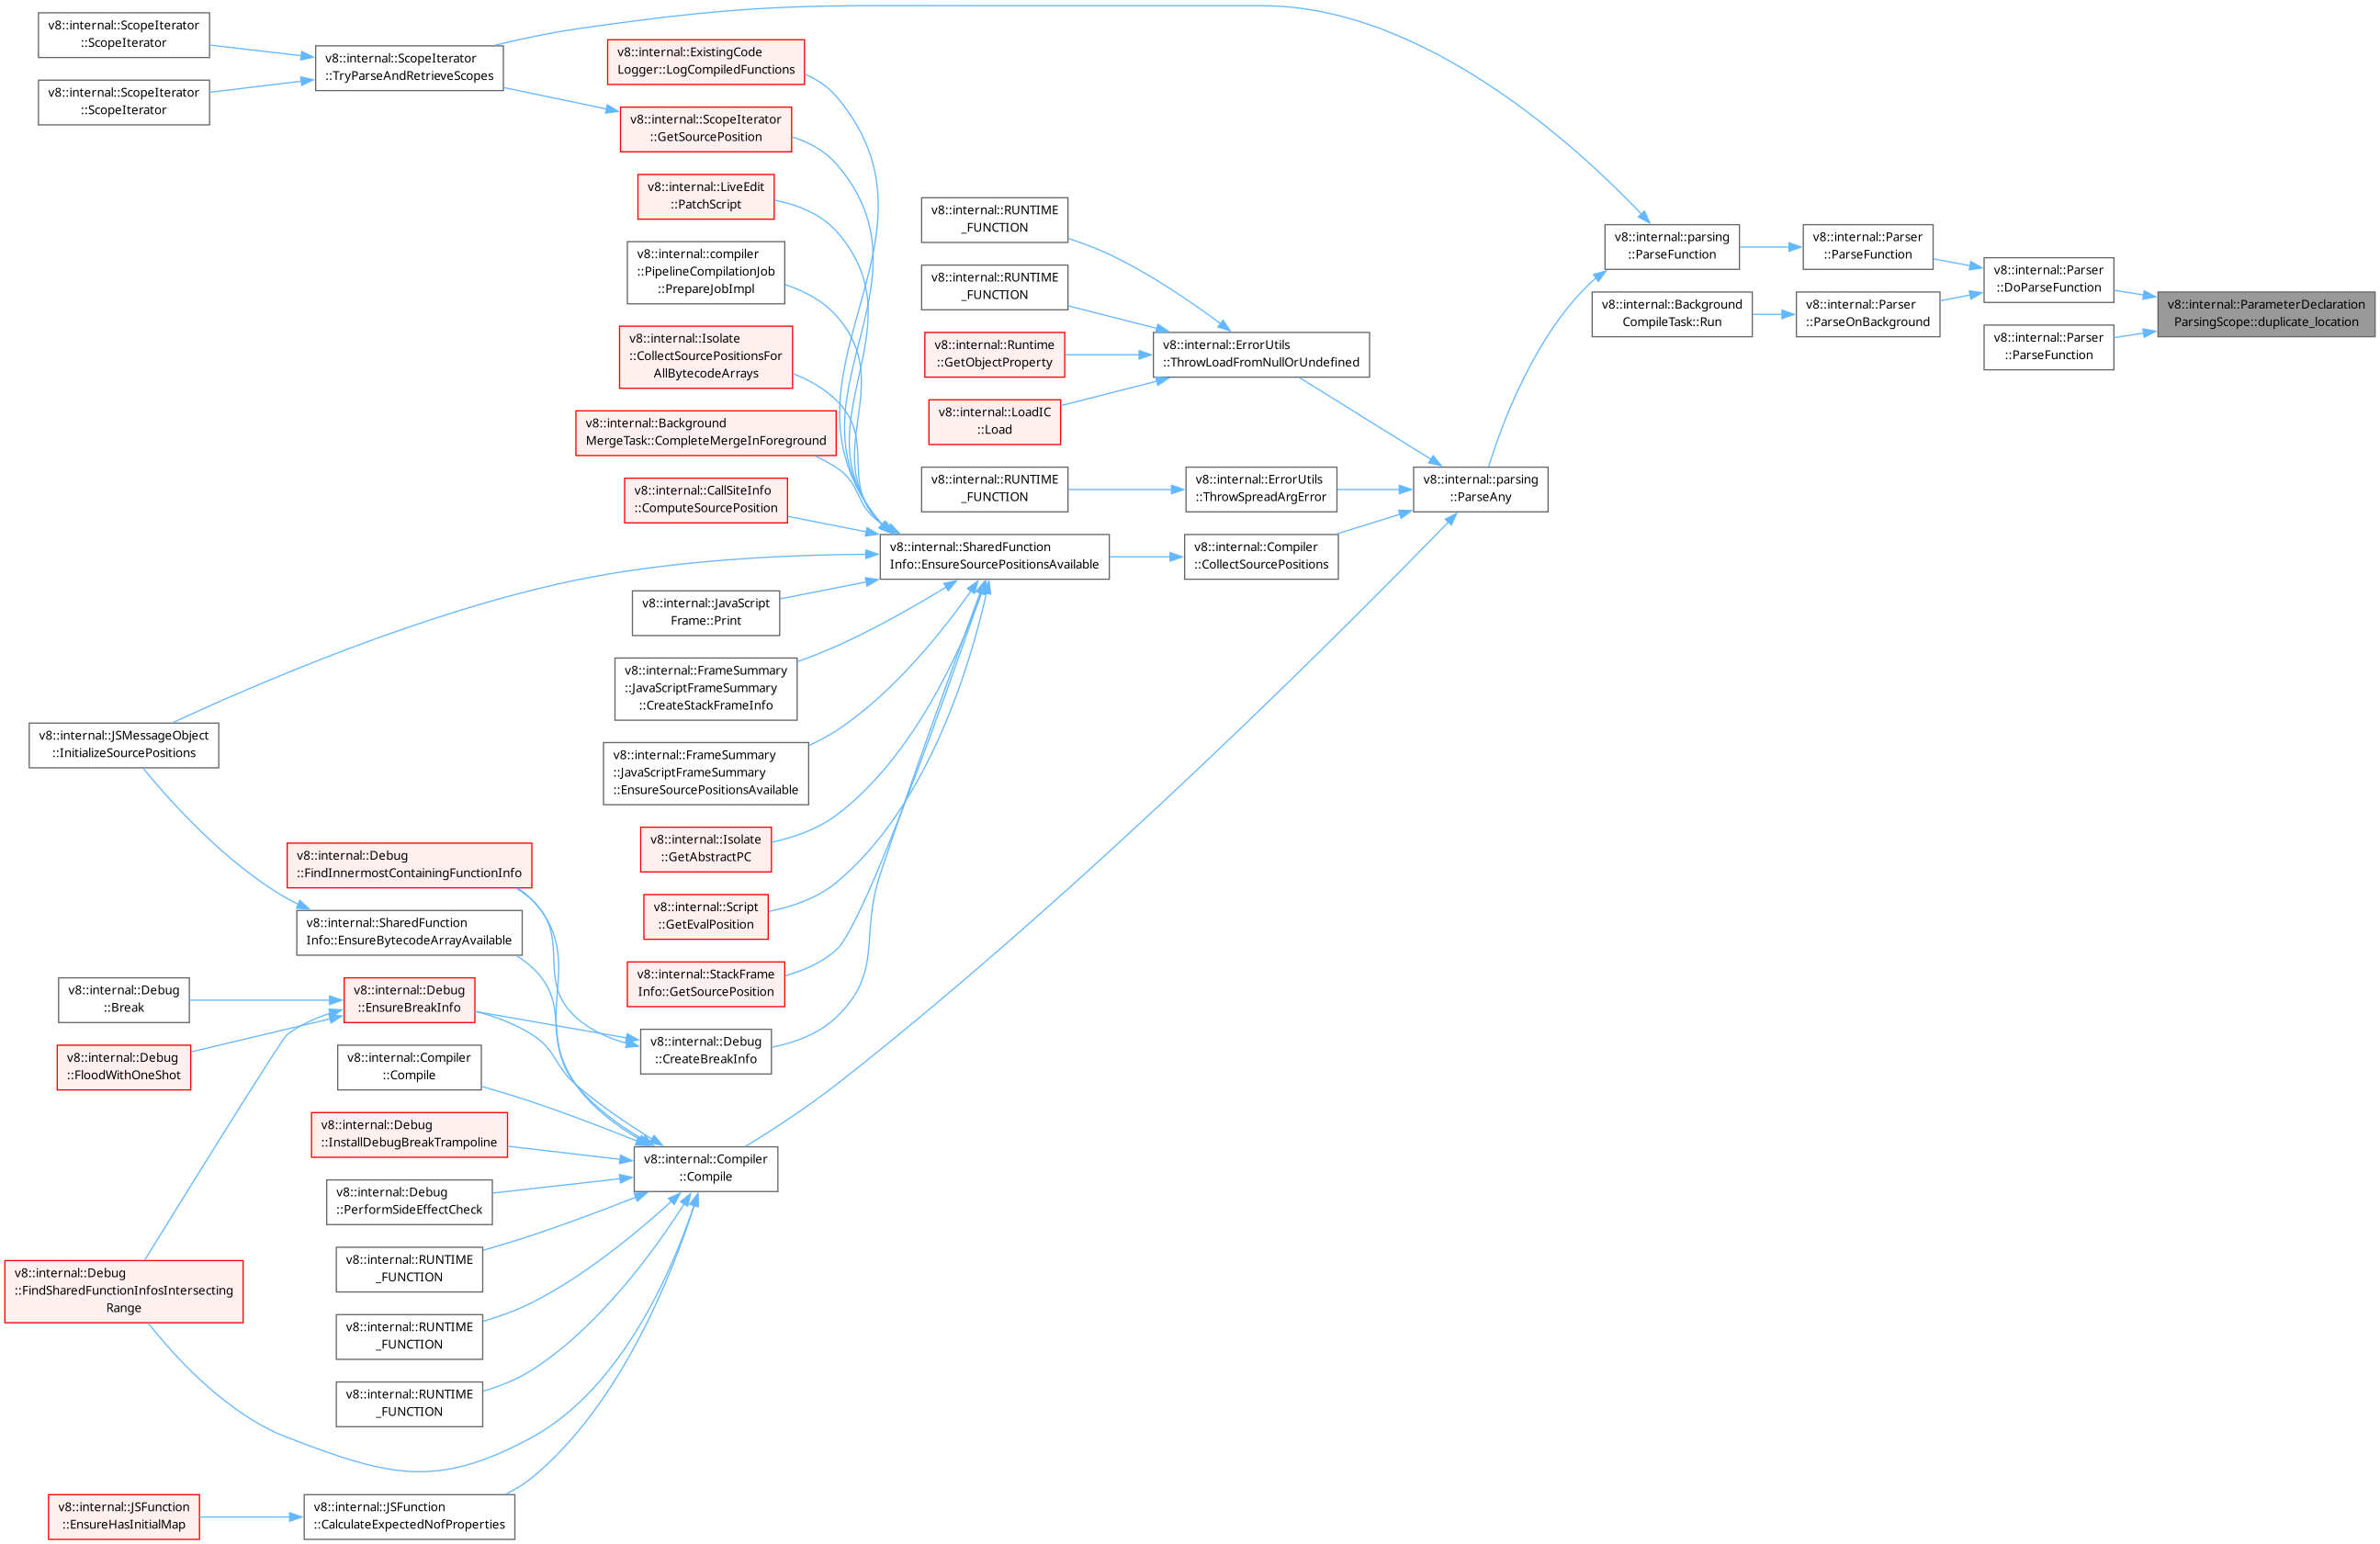 v8::internal::ScopeIterator
::ScopeIterator
v8::internal::ScopeIterator
::ScopeIterator
v8::internal::ScopeIterator
::TryParseAndRetrieveScopes
v8::internal::ExistingCode
Logger::LogCompiledFunctions
v8::internal::ScopeIterator
::GetSourcePosition
v8::internal::LiveEdit
::PatchScript
v8::internal::compiler
::PipelineCompilationJob
::PrepareJobImpl
v8::internal::Isolate
::CollectSourcePositionsFor
AllBytecodeArrays
v8::internal::Background
MergeTask::CompleteMergeInForeground
v8::internal::CallSiteInfo
::ComputeSourcePosition
v8::internal::SharedFunction
Info::EnsureSourcePositionsAvailable
v8::internal::JavaScript
Frame::Print
v8::internal::FrameSummary
::JavaScriptFrameSummary
::CreateStackFrameInfo
v8::internal::FrameSummary
::JavaScriptFrameSummary
::EnsureSourcePositionsAvailable
v8::internal::Isolate
::GetAbstractPC
v8::internal::Script
::GetEvalPosition
v8::internal::StackFrame
Info::GetSourcePosition
v8::internal::Debug
::CreateBreakInfo
v8::internal::RUNTIME
_FUNCTION
v8::internal::RUNTIME
_FUNCTION
v8::internal::Runtime
::GetObjectProperty
v8::internal::LoadIC
::Load
v8::internal::RUNTIME
_FUNCTION
v8::internal::ErrorUtils
::ThrowLoadFromNullOrUndefined
v8::internal::ErrorUtils
::ThrowSpreadArgError
v8::internal::Compiler
::CollectSourcePositions
v8::internal::parsing
::ParseAny
v8::internal::parsing
::ParseFunction
v8::internal::Background
CompileTask::Run
v8::internal::Parser
::ParseFunction
v8::internal::Parser
::ParseOnBackground
v8::internal::Parser
::DoParseFunction
v8::internal::Parser
::ParseFunction
v8::internal::ParameterDeclaration
ParsingScope::duplicate_location
v8::internal::JSMessageObject
::InitializeSourcePositions
v8::internal::Debug
::FindInnermostContainingFunctionInfo
v8::internal::SharedFunction
Info::EnsureBytecodeArrayAvailable
v8::internal::Debug
::Break
v8::internal::Debug
::EnsureBreakInfo
v8::internal::Debug
::FloodWithOneShot
v8::internal::Compiler
::Compile
v8::internal::Debug
::InstallDebugBreakTrampoline
v8::internal::Compiler
::Compile
v8::internal::Debug
::PerformSideEffectCheck
v8::internal::RUNTIME
_FUNCTION
v8::internal::Debug
::FindSharedFunctionInfosIntersecting
Range
v8::internal::RUNTIME
_FUNCTION
v8::internal::RUNTIME
_FUNCTION
v8::internal::JSFunction
::EnsureHasInitialMap
v8::internal::JSFunction
::CalculateExpectedNofProperties